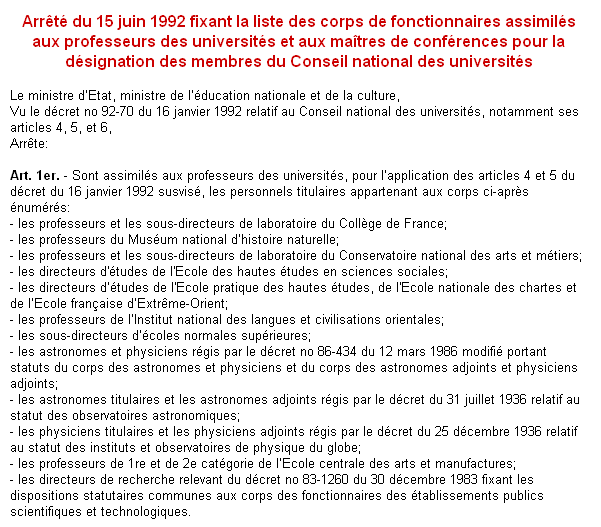 Arrêté du 15 juin 1992 fixant la liste des corps de fonctionnaires assimilés
aux professeurs des universités et aux maîtres de conférences pour la
désignation des membres du Conseil national des universités
Le ministre d'Etat, ministre de l'éducation nationale et de la culture,
Vu le décret no 92-70 du 16 janvier 1992 relatif au Conseil national des universités, notamment ses
articles 4, 5, et 6,
Arrête:
Art. 1er. - Sont assimilés aux professeurs des universités, pour l'application des articles 4 et 5 du
décret du 16 janvier 1992 susvisé, les personnels titulaires appartenant aux corps ci-après
énumérés:
- les professeurs et les sous-directeurs de laboratoire du Collège de France;
- les professeurs du Muséum national d'histoire naturelle;
- les professeurs et les sous-directeurs de laboratoire du Conservatoire national des arts et métiers;
- les directeurs d'études de l'Ecole des hautes études en sciences sociales;
- les directeurs d'études de l'Ecole pratique des hautes études, de l'Ecole nationale des chartes et
de l'Ecole française d'Extrême-Orient;
- les professeurs de l'Institut national des langues et civilisations orientales;
- les sous-directeurs d'écoles normales supérieures;
- les astronomes et physiciens régis par le décret no 86-434 du 12 mars 1986 modifié portant
statuts du corps des astronomes et physiciens et du corps des astronomes adjoints et physiciens
adjoints;
- les astronomes titulaires et les astronomes adjoints régis par le décret du 31 juillet 1936 relatif au
statut des observatoires astronomiques;
- les physiciens titulaires et les physiciens adjoints régis par le décret du 25 décembre 1936 relatif
au statut des instituts et observatoires de physique du globe;
- les professeurs de 1re et de 2e catégorie de l'Ecole centrale des arts et manufactures;
- les directeurs de recherche relevant du décret no 83-1260 du 30 décembre 1983 fixant les
dispositions statutaires communes aux corps des fonctionnaires des établissements publics
scientifiques et technologiques.